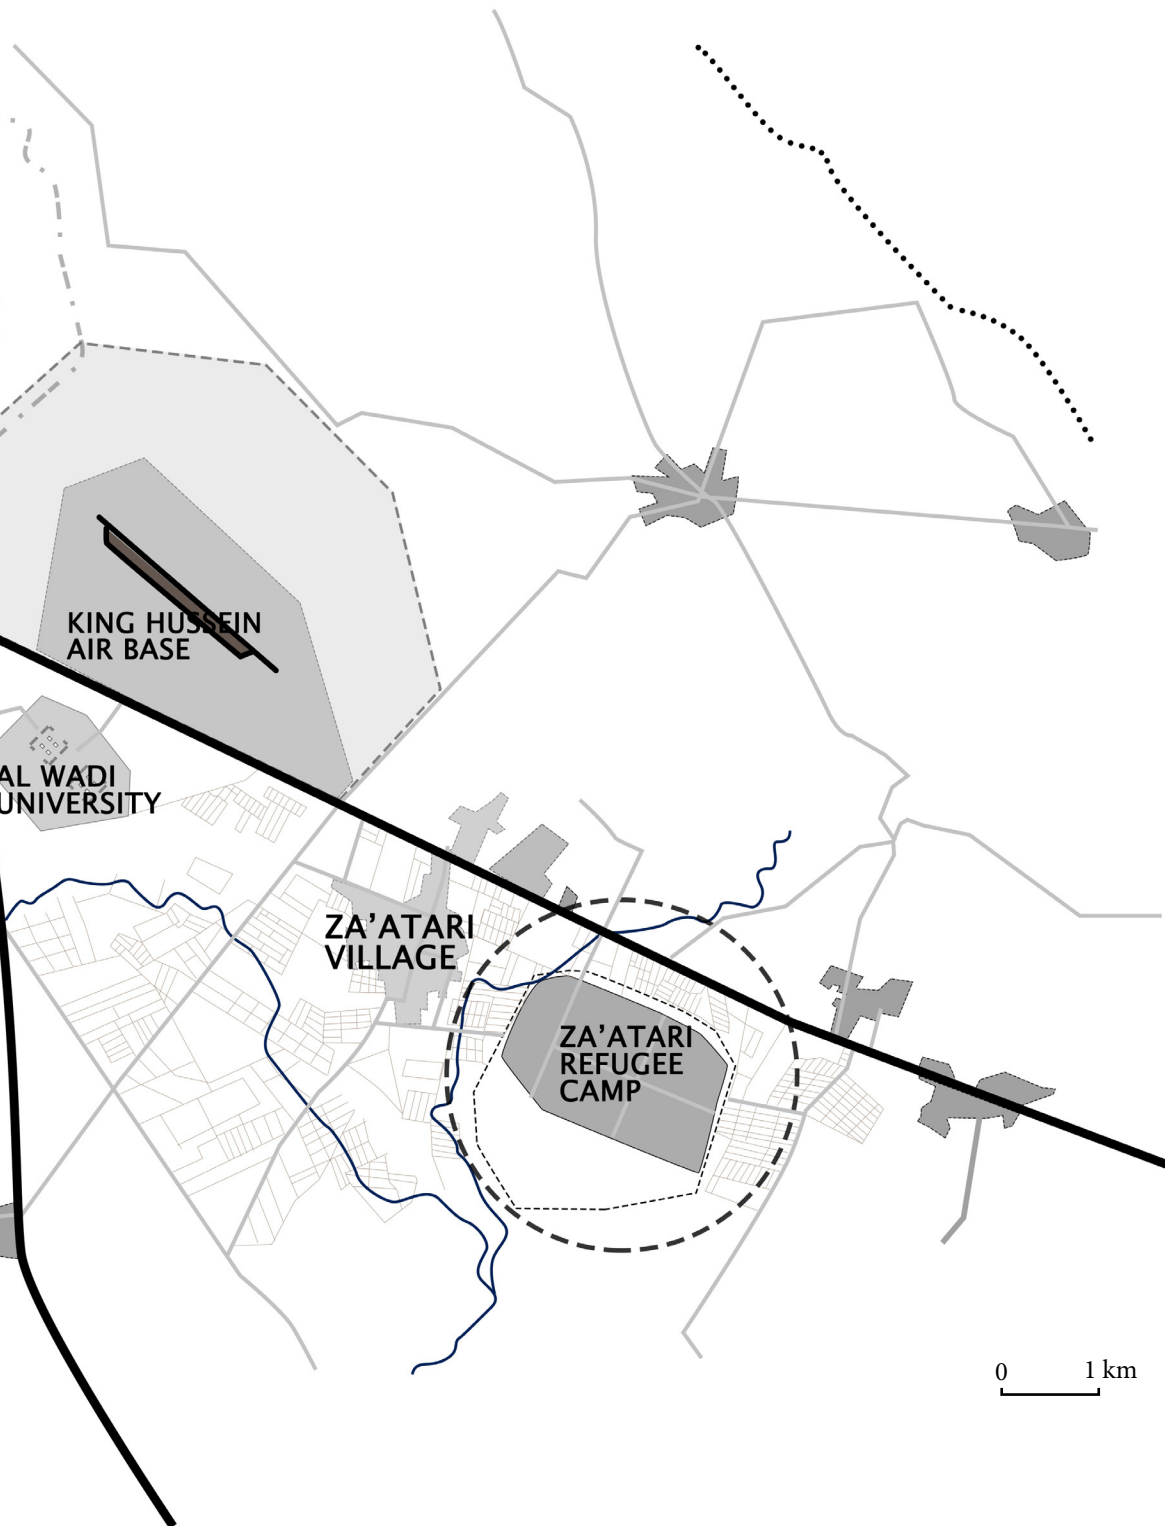 KING HUSSEIN
AIR BASE
AL WADI
UNIVERSITY
ZA’ATARI
VILLAGE
ZA’ATARI
REFUGEE
CAMP
0 1 km